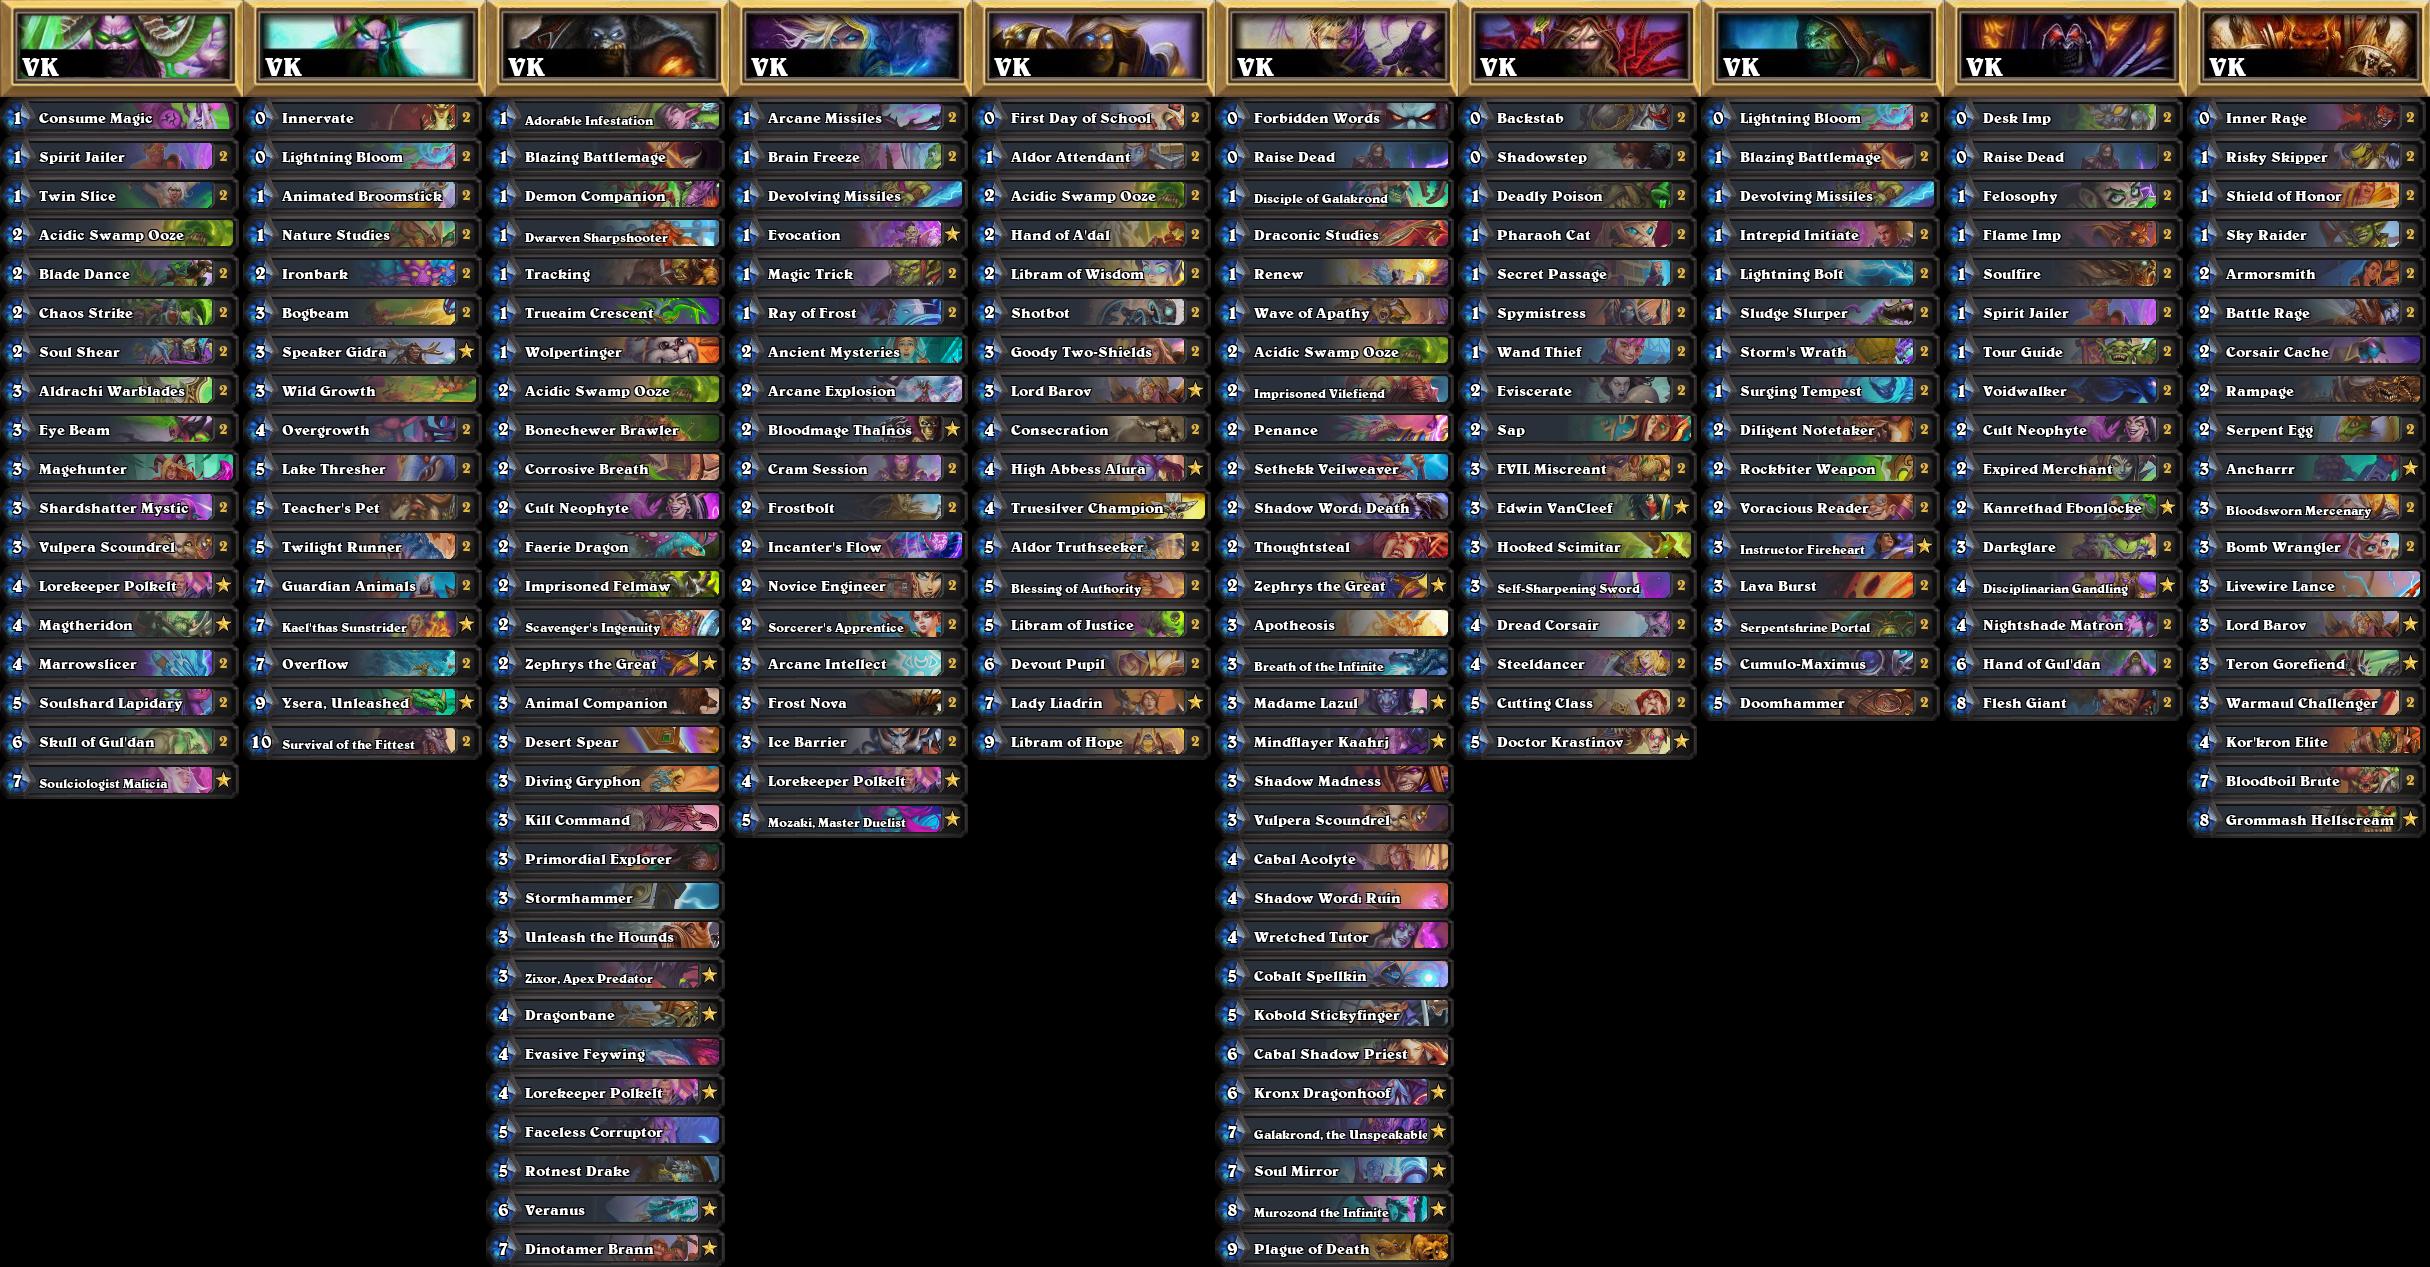 VK
1 Consume Magic
1 Spirit Jailer 2
1 Twin Slice 2
2 Acidic Swamp Ooze
2 Blade Dance 2
2 Chaos Strike 2
2 Soul Shear 2
3 Aldrachi Warblades 2
3 Eye Beam 2
3 Magehunter
3 Shardshatter Mystic 2
3 Vulpera Scoundrel 2
4 Lorekeeper Polkelt
4 Magtheridon
4 Marrowslicer 2
5 Soulshard Lapidary 2
6 Skull of Gul'dan 2
7 Soulciologist Malicia
VK
0 Innervate 2
0 Lightning Bloom 2
1 Animated Broomstick 2
1 Nature Studies 2
2 Ironbark 2
3 Bogbeam 2
3 Speaker Gidra
3 Wild Growth
4 Overgrowth 2
5 Lake Thresher 2
5 Teacher's Pet 2
5 Twilight Runner 2
7 Guardian Animals 2
7 Kael'thas Sunstrider
7 Overflow 2
9 Ysera, Unleashed
10 Survival of the Fittest 2
VK
1 Adorable Infestation
1 Blazing Battlemage
1 Demon Companion
1 Dwarven Sharpshooter
1 Tracking
1 Trueaim Crescent
1 Wolpertinger
2 Acidic Swamp Ooze
2 Bonechewer Brawler
2 Corrosive Breath
2 Cult Neophyte
2 Faerie Dragon
2 Imprisoned Felmaw
2 Scavenger's Ingenuity
2 Zephrys the Great
3 Animal Companion
3 Desert Spear
3 Diving Gryphon
3 Kill Command
3 Primordial Explorer
3 Stormhammer
3 Unleash the Hounds
3 Zixor, Apex Predator
4 Dragonbane
4 Evasive Feywing
4 Lorekeeper Polkelt
5 Faceless Corruptor
5 Rotnest Drake
6 Veranus
7 Dinotamer Brann
VK
1 Arcane Missiles 2
1 Brain Freeze 2
1 Devolving Missiles
1 Evocation
1 Magic Trick 2
1 Ray of Frost 2
2 Ancient Mysteries
2 Arcane Explosion
2 Bloodmage Thalnos
2 Cram Session 2
2 Frostbolt 2
2 Incanter's Flow
2 Novice Engineer 2
2 Sorcerer's Apprentice 2
3 Arcane Intellect 2
3 Frost Nova 2
3 Ice Barrier 2
4 Lorekeeper Polkelt
5 Mozaki, Master Duelist
VK
0 First Day of School 2
1 Aldor Attendant 2
2 Acidic Swamp Ooze 2
2 Hand of A'dal 2
2 Libram of Wisdom 2
2 Shotbot 2
3 Goody Two-Shields 2
3 Lord Barov
4 Consecration 2
4 High Abbess Alura
4 Truesilver Champion
5 Aldor Truthseeker 2
5 Blessing of Authority 2
5 Libram of Justice 2
6 Devout Pupil 2
7 Lady Liadrin
9 Libram of Hope 2
VK
0 Forbidden Words
0 Raise Dead
1 Disciple of Galakrond
1 Draconic Studies
1 Renew
1 Wave of Apathy
2 Acidic Swamp Ooze
2 Imprisoned Vilefiend
2 Penance
2 Sethekk Veilweaver
2 Shadow Word: Death
2 Thoughtsteal
2 Zephrys the Great
3 Apotheosis
3 Breath of the Infinite
3 Madame Lazul
3 Mindflayer Kaahrj
3 Shadow Madness
3 Vulpera Scoundrel
4 Cabal Acolyte
4 Shadow Word: Ruin
4 Wretched Tutor
5 Cobalt Spellkin
5 Kobold Stickyfinger
6 Cabal Shadow Priest
6 Kronx Dragonhoof
7 Galakrond, the Unspeakable
7 Soul Mirror
8 Murozond the Infinite
9 Plague of Death
VK
0 Backstab 2
0 Shadowstep 2
1 Deadly Poison 2
1 Pharaoh Cat 2
1 Secret Passage 2
1 Spymistress 2
1 Wand Thief 2
2 Eviscerate 2
2 Sap
3 EVIL Miscreant 2
3 Edwin VanCleef
3 Hooked Scimitar
3 Self-Sharpening Sword 2
4 Dread Corsair 2
4 Steeldancer 2
5 Cutting Class 2
5 Doctor Krastinov
VK
0 Lightning Bloom 2
1 Blazing Battlemage 2
1 Devolving Missiles
1 Intrepid Initiate 2
1 Lightning Bolt 2
1 Sludge Slurper 2
1 Storm's Wrath 2
1 Surging Tempest 2
2 Diligent Notetaker 2
2 Rockbiter Weapon 2
2 Voracious Reader 2
3 Instructor Fireheart
3 Lava Burst 2
3 Serpentshrine Portal 2
5 Cumulo-Maximus 2
5 Doomhammer 2
VK
0 Desk Imp 2
0 Raise Dead 2
1 Felosophy 2
1 Flame Imp 2
1 Soulfire 2
1 Spirit Jailer 2
1 Tour Guide 2
1 Voidwalker 2
2 Cult Neophyte 2
2 Expired Merchant 2
2 Kanrethad Ebonlocke
3 Darkglare 2
4 Disciplinarian Gandling
4 Nightshade Matron 2
6 Hand of Gul'dan 2
8 Flesh Giant 2
VK
0 Inner Rage 2
1 Risky Skipper 2
1 Shield of Honor 2
1 Sky Raider 2
2 Armorsmith 2
2 Battle Rage 2
2 Corsair Cache
2 Rampage
2 Serpent Egg 2
3 Ancharrr
3 Bloodsworn Mercenary 2
3 Bomb Wrangler 2
3 Livewire Lance
3 Lord Barov
3 Teron Gorefiend
3 Warmaul Challenger 2
4 Kor'kron Elite
7 Bloodboil Brute 2
8 Grommash Hellscream